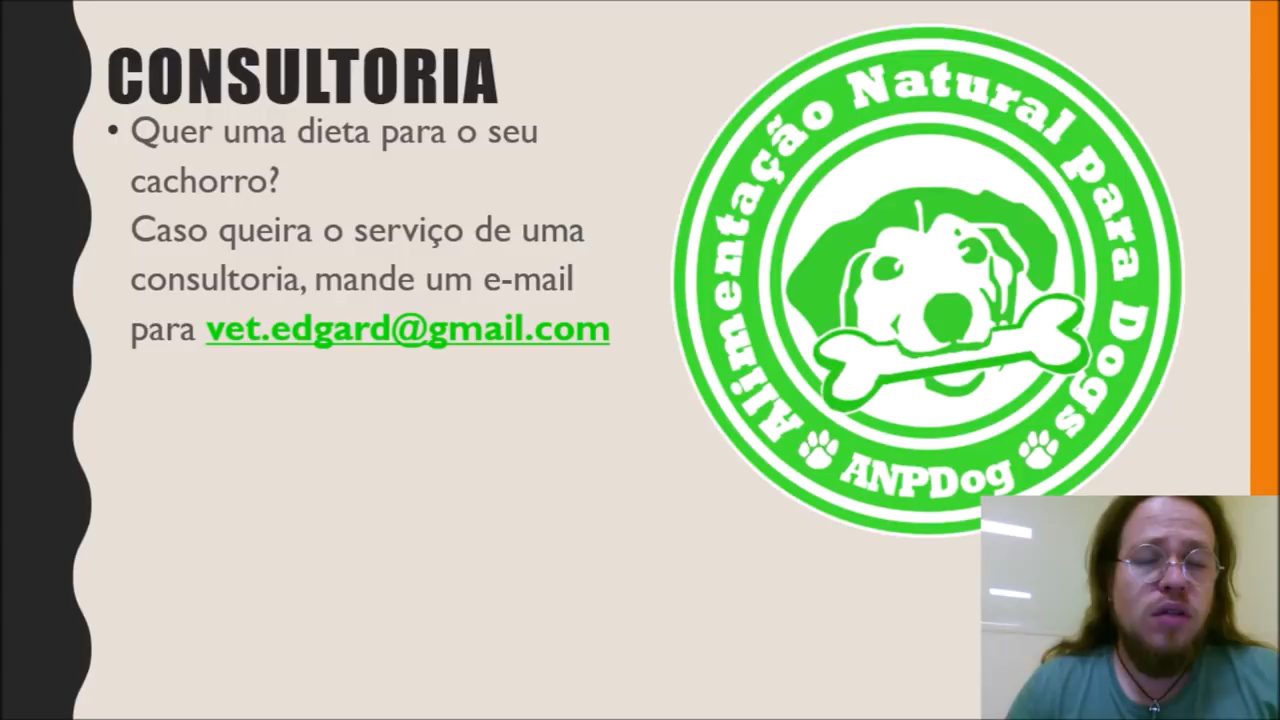 CONSULTORIA
• Quer uma dieta para o seu
cachorro?
Caso queira o serviço de uma
consultoria, mande um e-mail
para vet.edgard@gmail.com
Alimentação Natural para Dogs
ANPDog